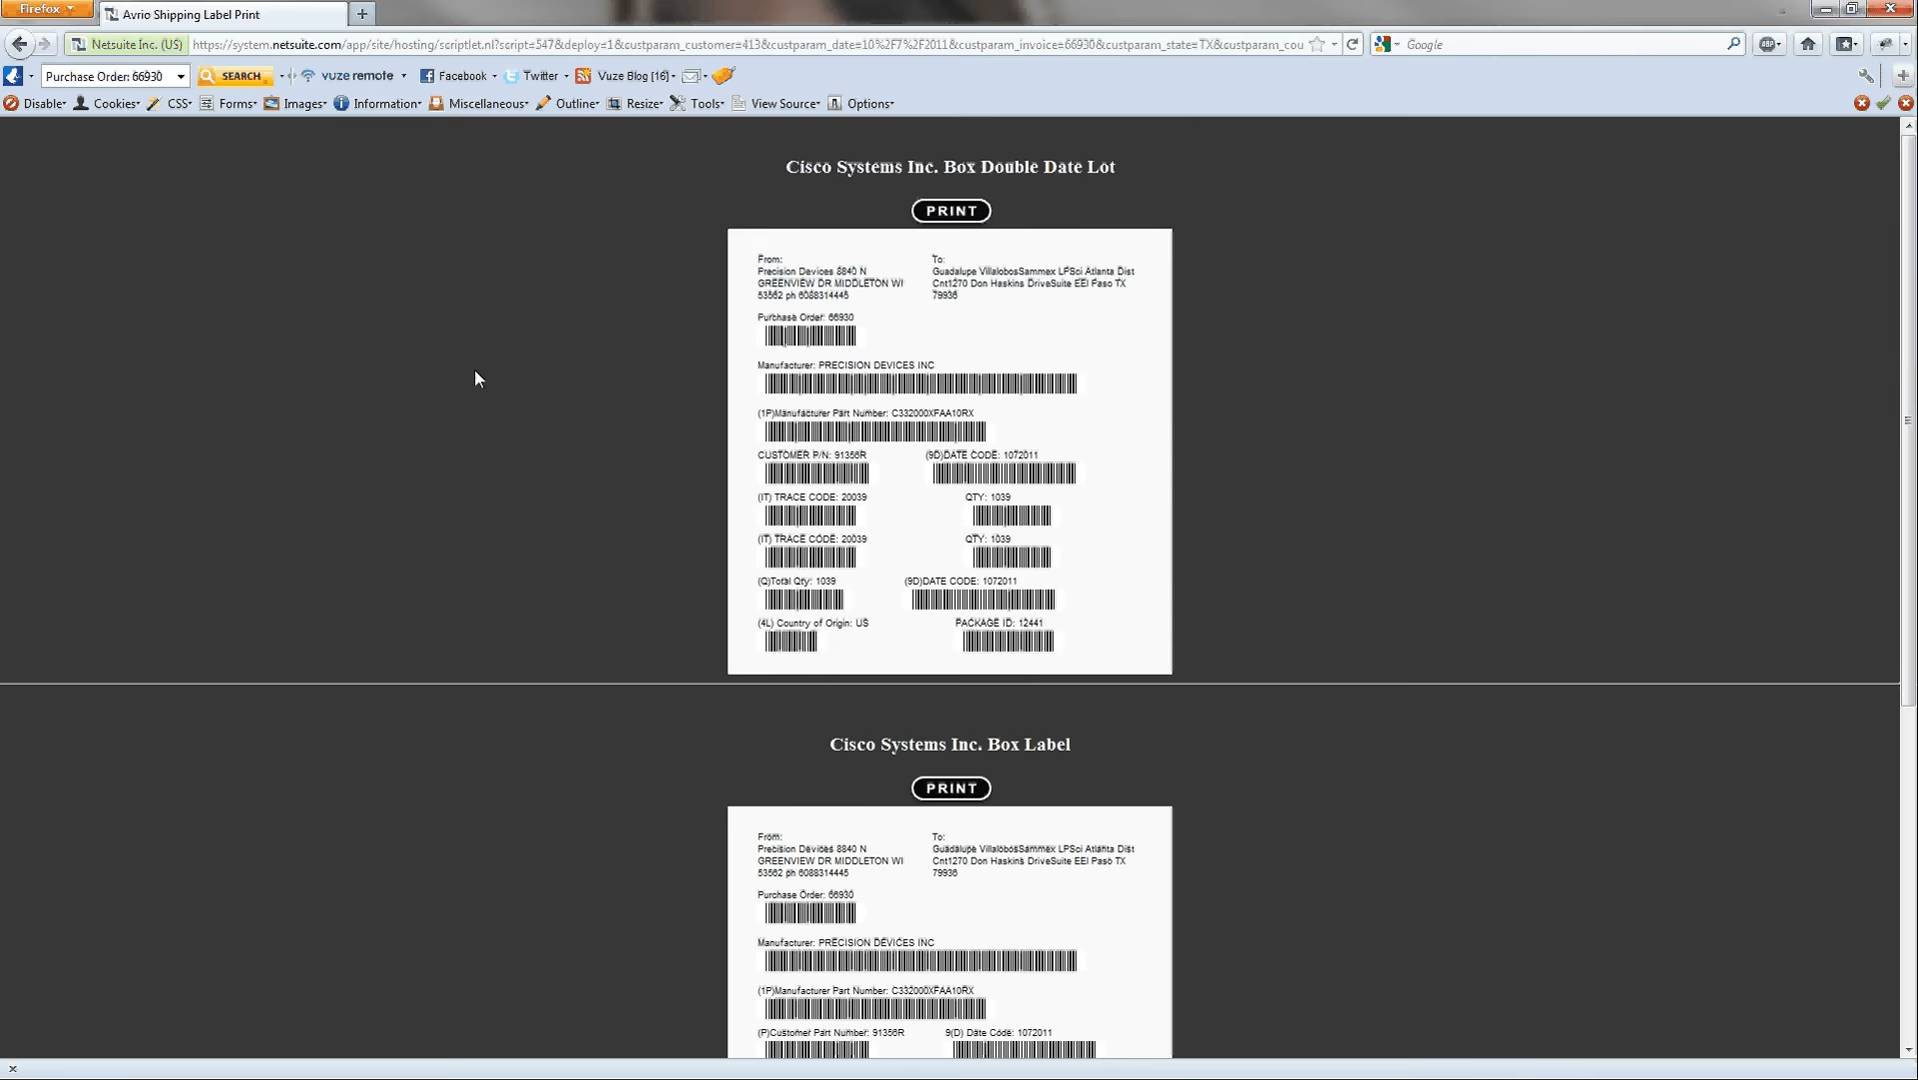 Firefox
Avrio Shipping Label Print
Netsuite Inc. (US)
https://system.netsuite.com/app/site/hosting/scriptlet.nl?script=547&deploy=1&custparam_customer=413&custparam_date=10%2F7%2F2011&custparam_invoice=66930&custparam_state=TX&custparam_cou
Google
ABP
Purchase Order: 66930
SEARCH
vuze remote
Facebook
Twitter
Vuze Blog [16]
Disable
Cookies
CSS
Forms
Images
Information
Miscellaneous
Outline
Resize
Tools
View Source
Options
Cisco Systems Inc. Box Double Date Lot
PRINT
From:
Precision Devices 8840 N
GREENVIEW DR MIDDLETON WI
53562 ph 6088314445
To:
Guadalupe VillalobosSammex LPSci Atlanta Dist
Cnt1270 Don Haskins DriveSuite EEl Paso TX
79936
Purchase Order: 66930
Manufacturer: PRECISION DEVICES INC
(1P)Manufacturer Part Number: C332000XFAA10RX
CUSTOMER P/N: 91356R
(9D)DATE CODE: 1072011
(IT) TRACE CODE: 20039
QTY: 1039
(IT) TRACE CODE: 20039
QTY: 1039
(Q)Total Qty: 1039
(9D)DATE CODE: 1072011
(4L) Country of Origin: US
PACKAGE ID: 12441
Cisco Systems Inc. Box Label
PRINT
From:
Precision Devices 8840 N
GREENVIEW DR MIDDLETON WI
53562 ph 6088314445
To:
Guadalupe VillalobosSammex LPSci Atlanta Dist
Cnt1270 Don Haskins DriveSuite EEl Paso TX
79936
Purchase Order: 66930
Manufacturer: PRECISION DEVICES INC
(1P)Manufacturer Part Number: C332000XFAA10RX
(P)Customer Part Number: 91356R
9(D) Date Code: 1072011